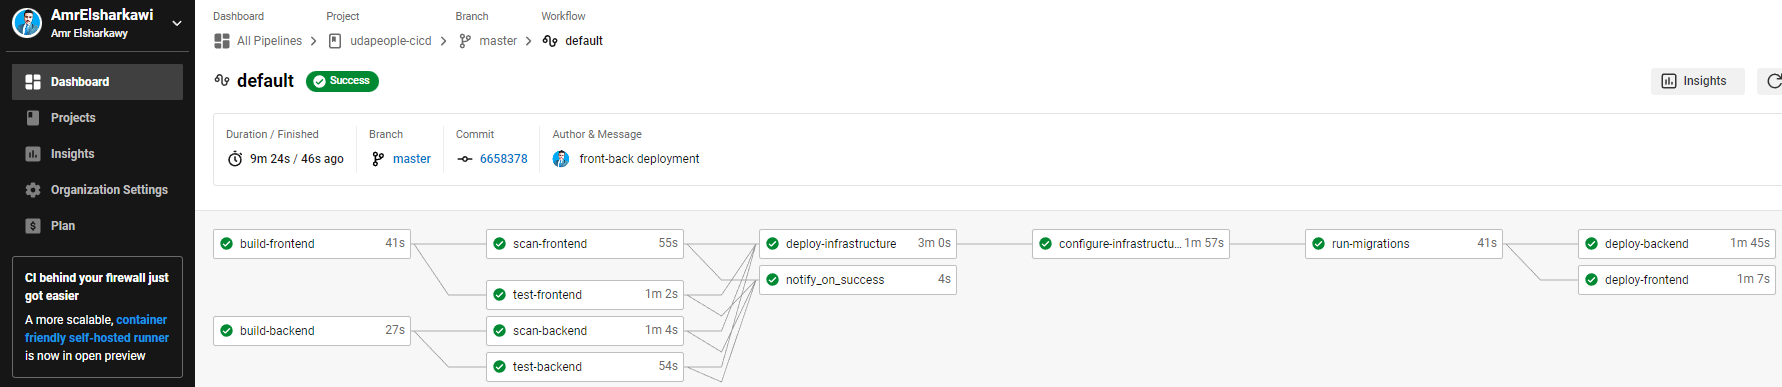 AmrElsharkawi
Amr Elsharkawy
Dashboard
Projects
Insights
Organization Settings
Plan
CI behind your firewall just
got easier
A more scalable, container
friendly self-hosted runner
is now in open preview
Dashboard Project Branch Workflow
All Pipelines udapeople-cicd master default
default Success
Insights
Duration / Finished Branch Commit Author & Message
9m 24s / 46s ago master 6658378 front-back deployment
build-frontend 41s scan-frontend 55s deploy-infrastructure 3m 0s configure-infrastructu... 1m 57s run-migrations 41s deploy-backend 1m 45s
notify_on_success 4s deploy-frontend 1m 7s
test-frontend 1m 2s
build-backend 27s scan-backend 1m 4s
test-backend 54s